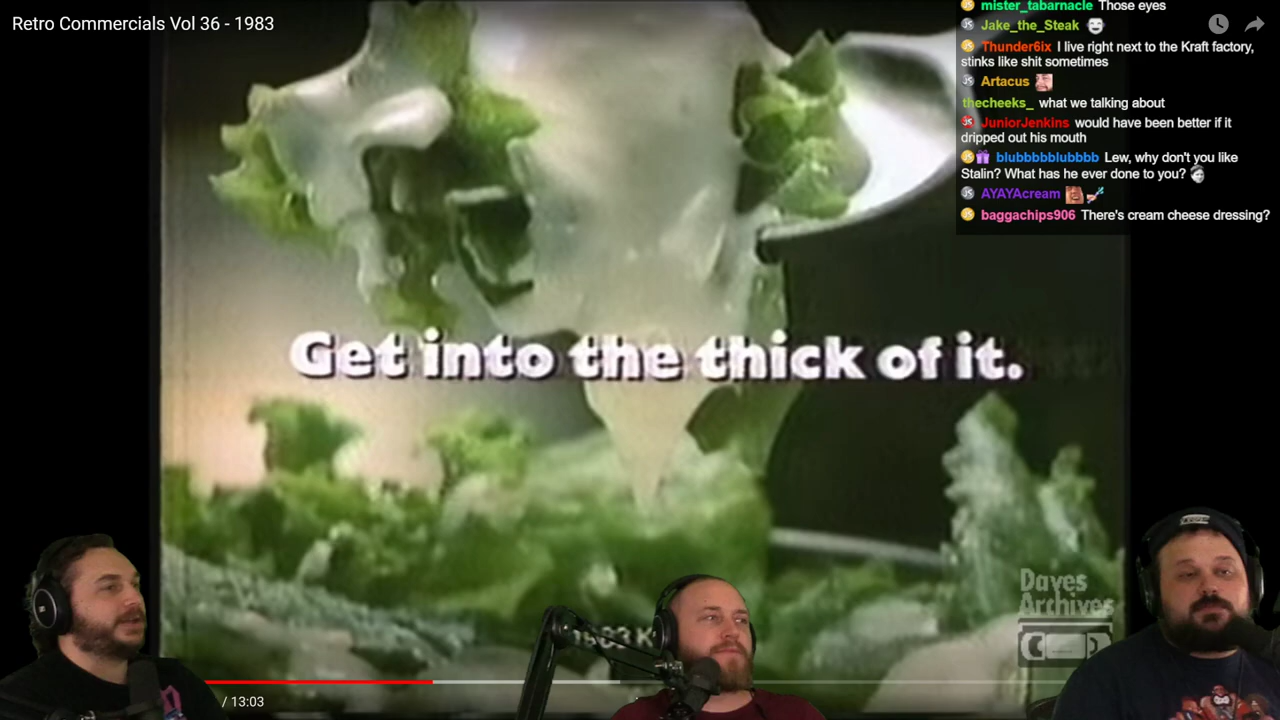 Retro Commercials Vol 36 - 1983
mister_tabarnacle Those eyes
Jake_the_Steak
Thunder6ix I live right next to the Kraft factory,
stinks like shit sometimes
Artacus
thecheeks_ what we talking about
JuniorJenkins would have been better if it
dripped out his mouth
blubbbbblubbbb Lew, why don't you like
Stalin? What has he ever done to you?
AYAYAcream
baggachips906 There's cream cheese dressing?
Get into the thick of it.
Daves
Archives
/ 13:03